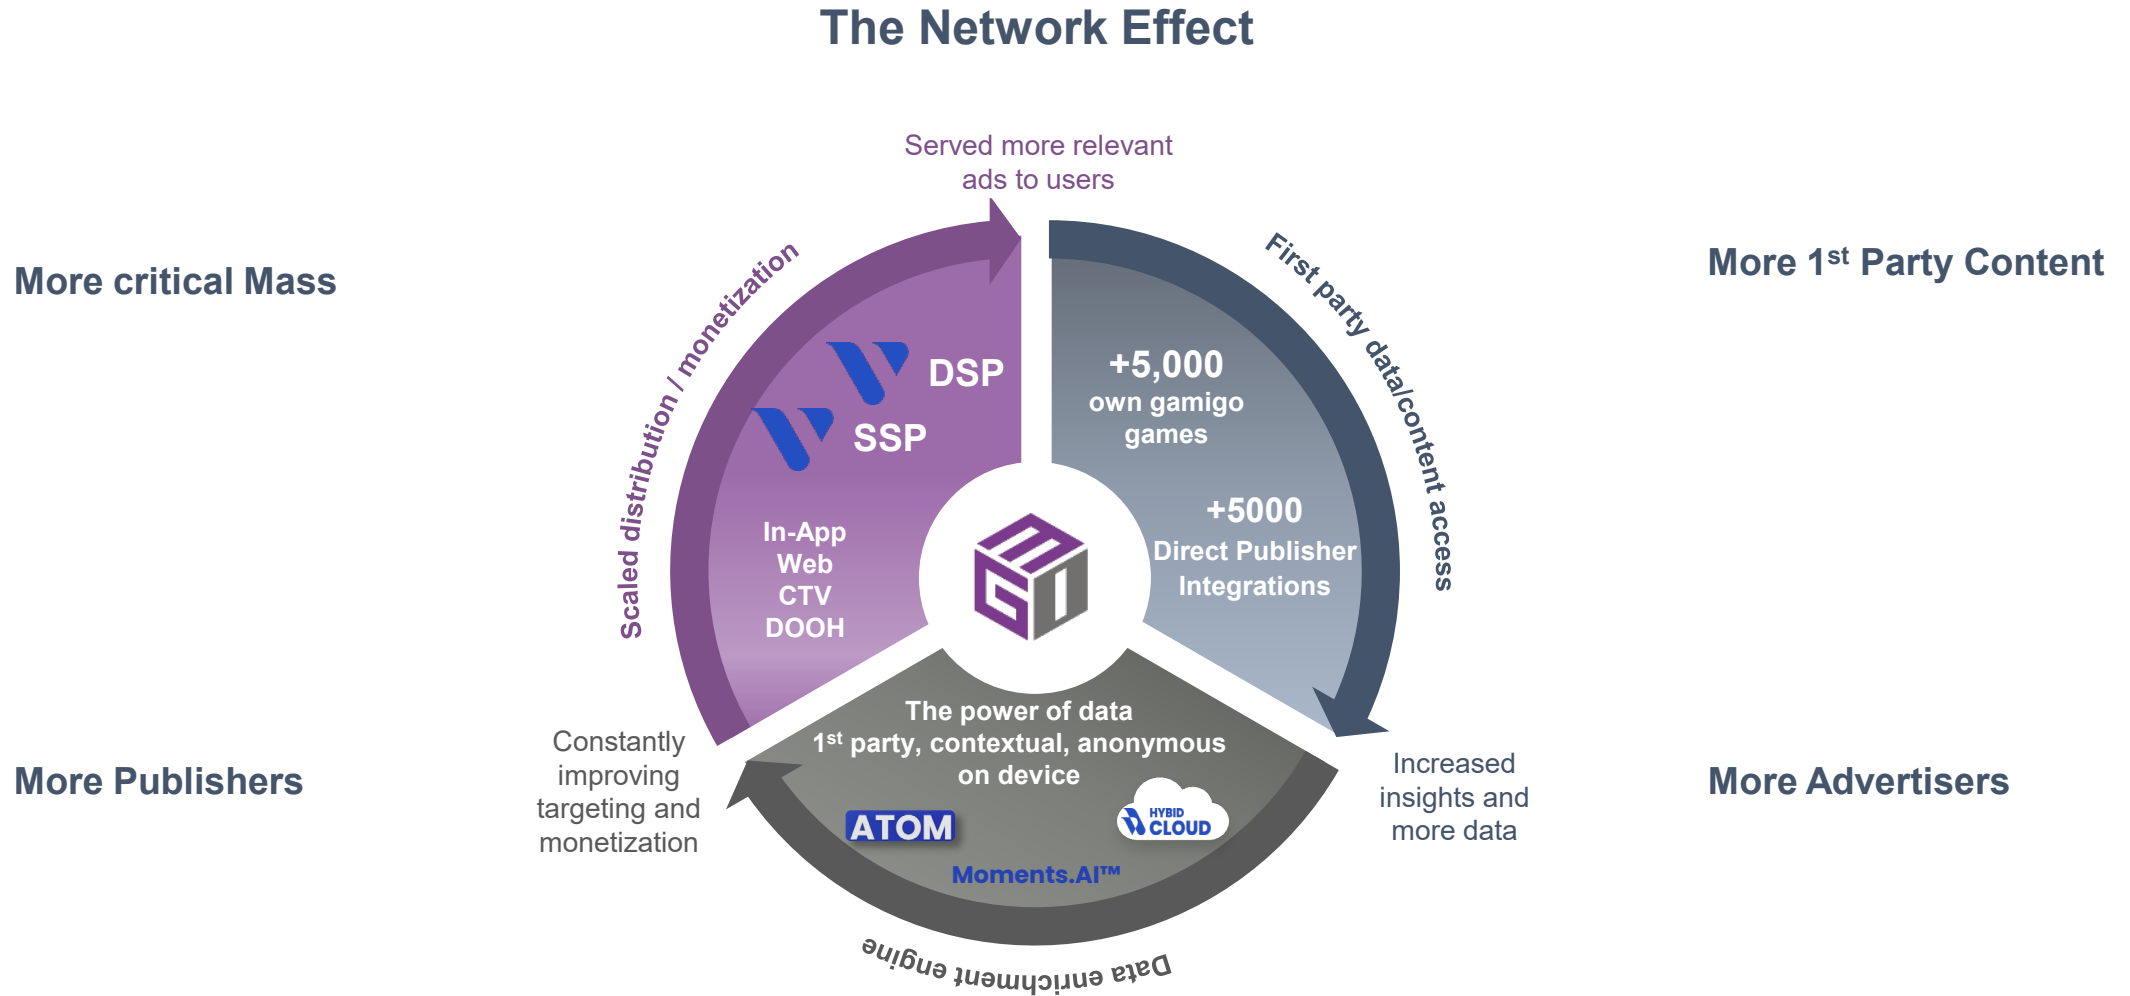 The Network Effect
Served more relevant
ads to users
More critical Mass
More 1st Party Content
Scaled distribution / monetization
First party data/content access
DSP
SSP
In-App
Web
CTV
DOOH
+5,000
own gamigo
games
+5000
Direct Publisher
Integrations
MGI
The power of data
1st party, contextual, anonymous
on device
ATOM
HYBID
CLOUD
Moments.AI™
Data enrichment engine
Constantly
improving
targeting and
monetization
Increased
insights and
more data
More Publishers
More Advertisers